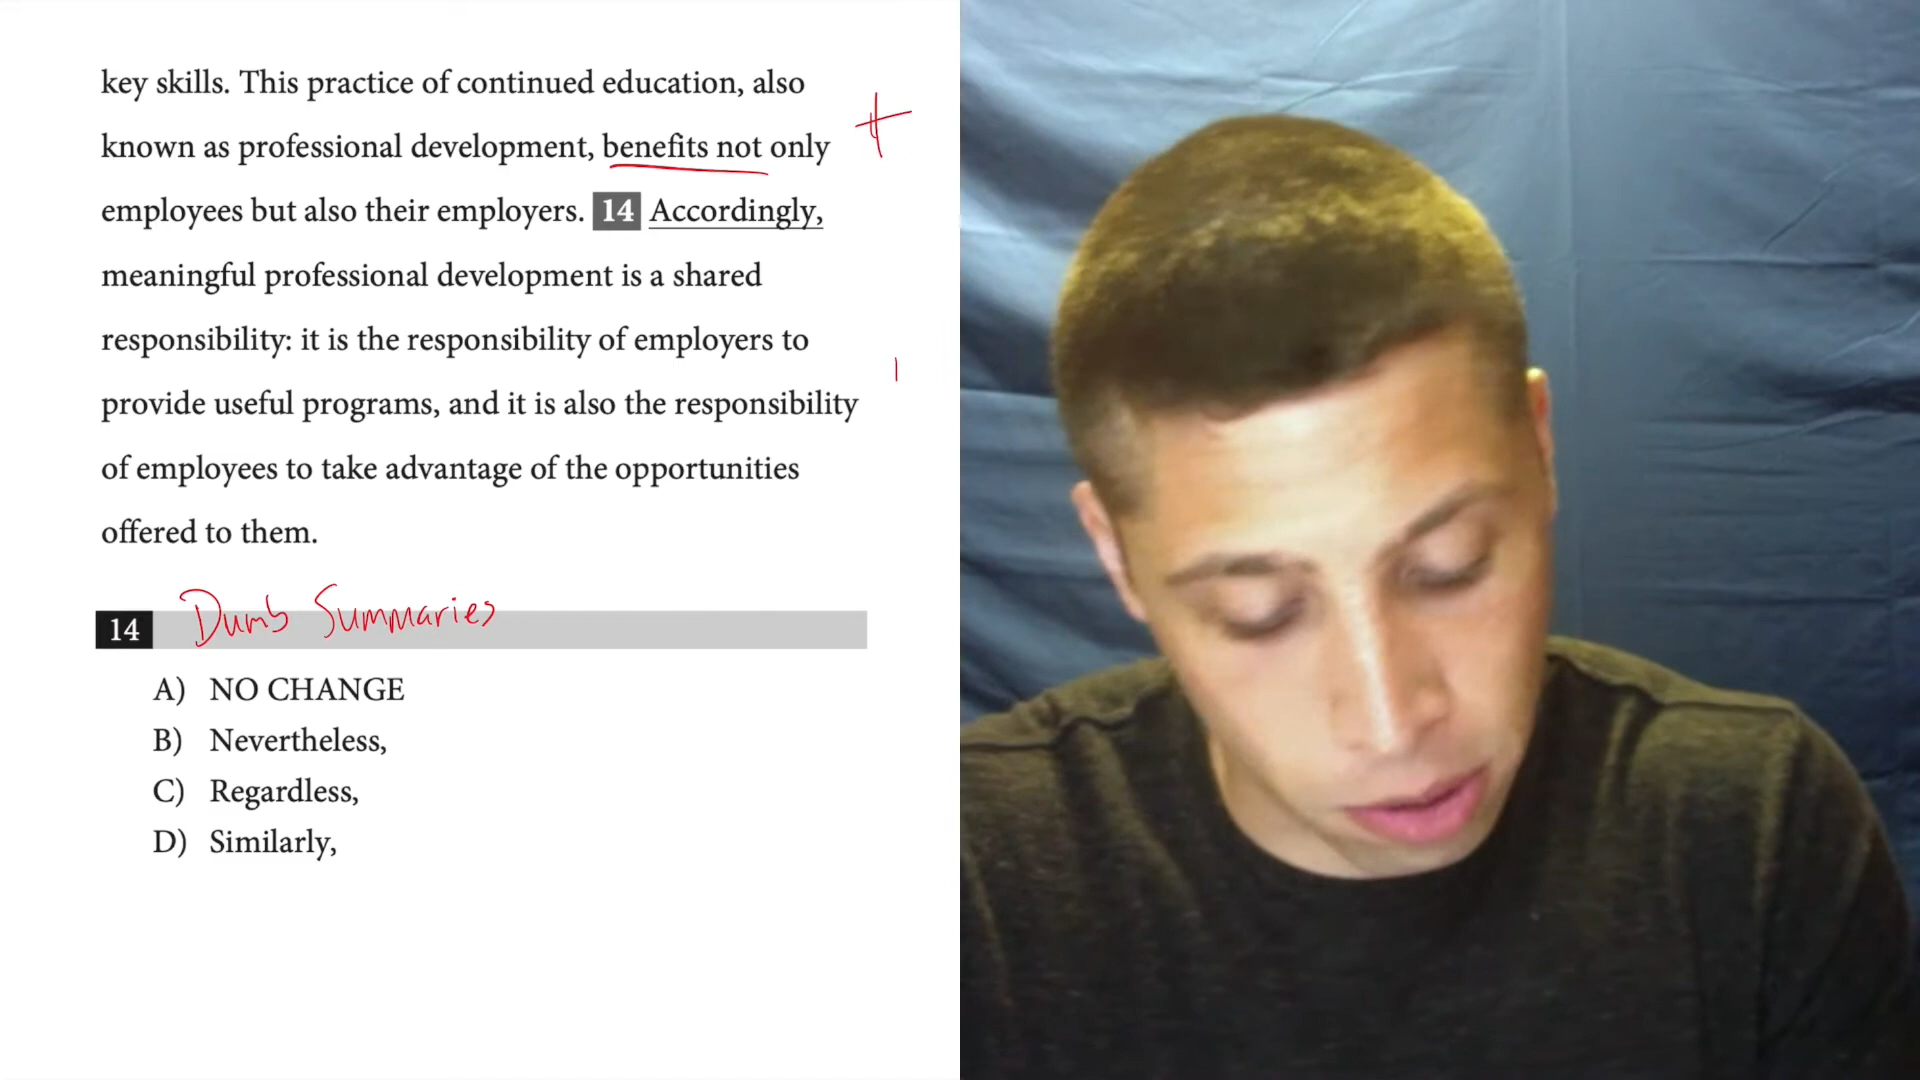 key skills. This practice of continued education, also
known as professional development, benefits not only
employees but also their employers. 14 Accordingly,
meaningful professional development is a shared
responsibility: it is the responsibility of employers to
provide useful programs, and it is also the responsibility
of employees to take advantage of the opportunities
offered to them.
14 Dumb Summaries
A) NO CHANGE
B) Nevertheless,
C) Regardless,
D) Similarly,